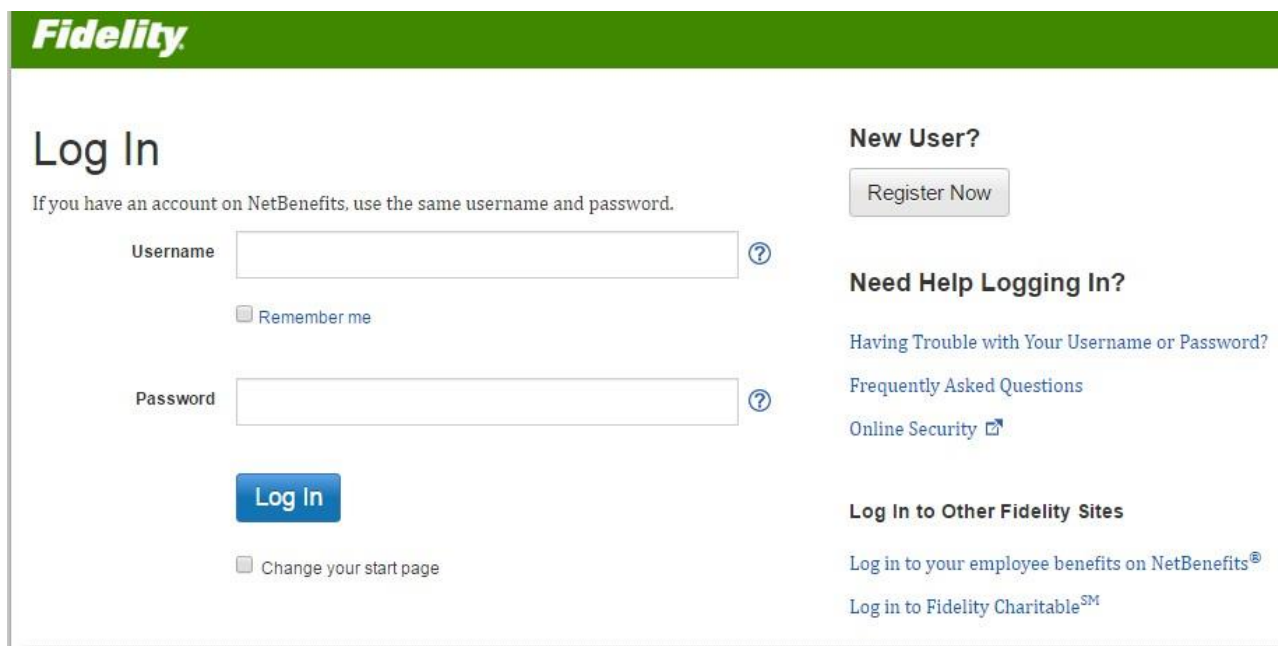 Fidelity
Log In
If you have an account on NetBenefits, use the same username and password.
Username
?
Remember me
Password
?
Log In
Change your start page
New User?
Register Now
Need Help Logging In?
Having Trouble with Your Username or Password?
Frequently Asked Questions
Online Security
Log In to Other Fidelity Sites
Log in to your employee benefits on NetBenefits®
Log in to Fidelity Charitable℠